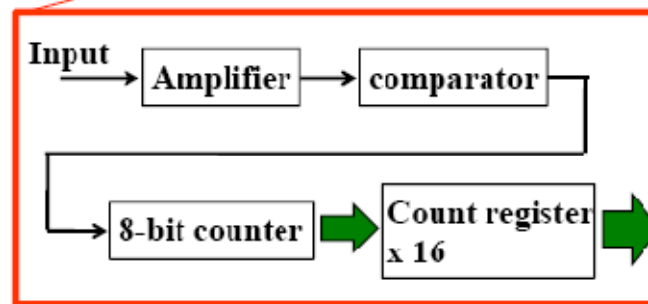 Input
Amplifier
comparator
8-bit counter
Count register
x 16